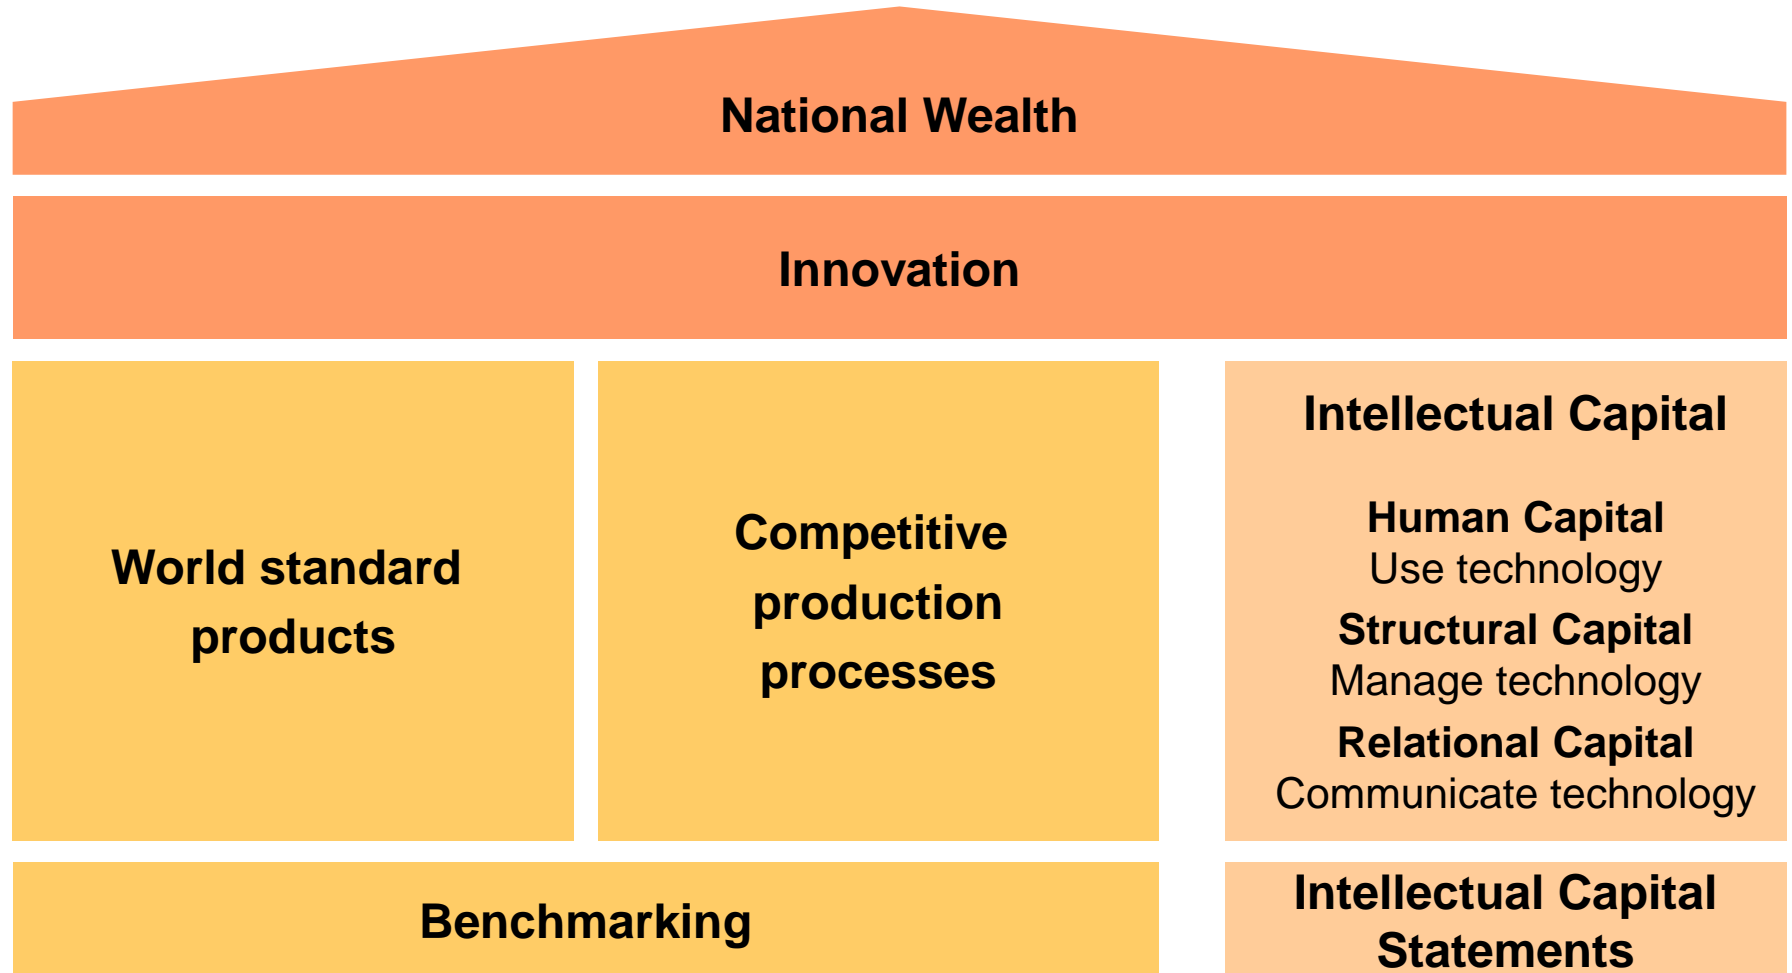 National Wealth
Innovation
World standard
products
Competitive
production
processes
Intellectual Capital
Human Capital
Use technology
Structural Capital
Manage technology
Relational Capital
Communicate technology
Benchmarking
Intellectual Capital
Statements